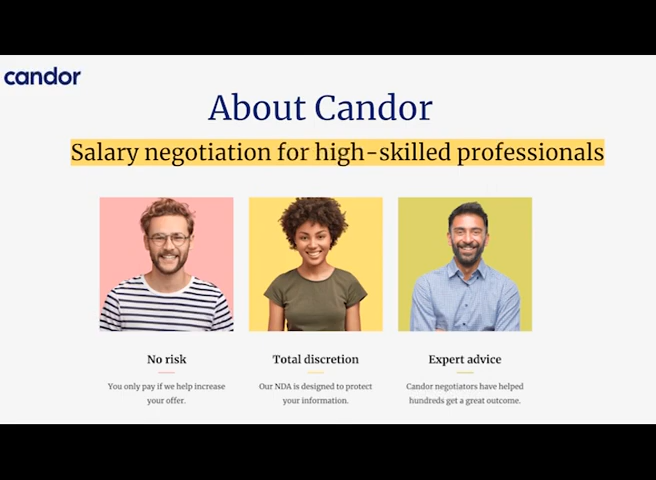 candor
About Candor
Salary negotiation for high-skilled professionals
No risk
You only pay if we help increase
your offer.
Total discretion
Our NDA is designed to protect
your information.
Expert advice
Candor negotiators have helped
hundreds get a great outcome.